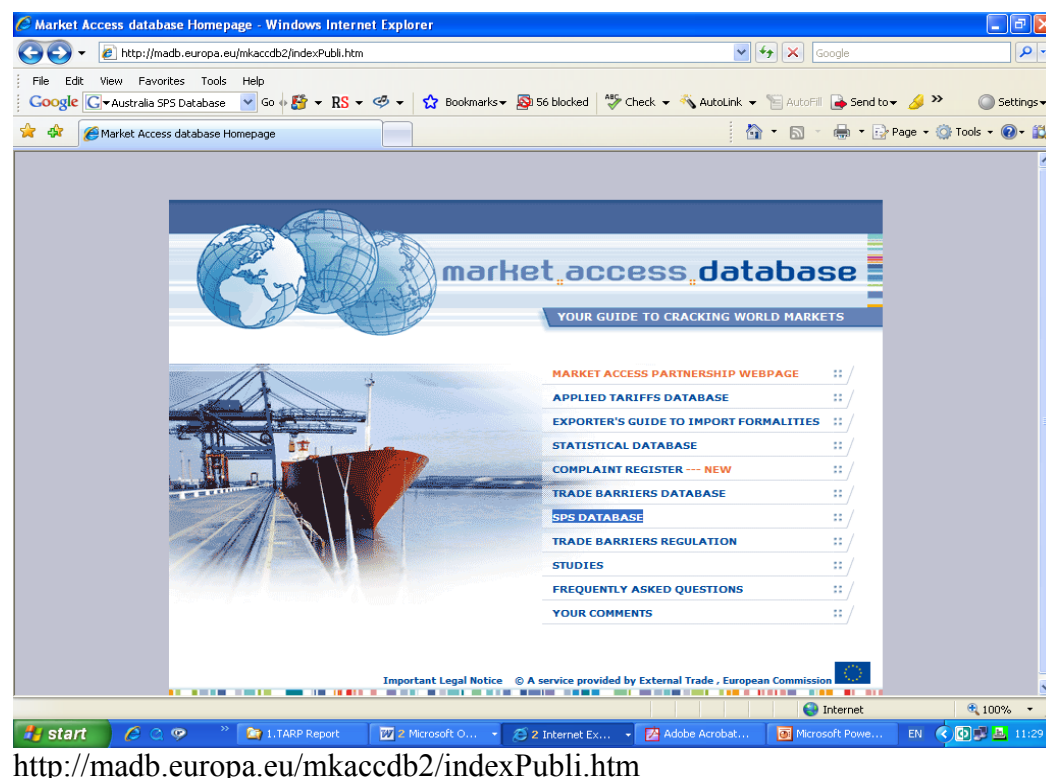 Market Access database Homepage - Windows Internet Explorer
http://madb.europa.eu/mkaccdb2/indexPubli.htm
Google
File Edit View Favorites Tools Help
Google G Australia SPS Database Go RS Bookmarks 56 blocked ABC Check AutoLink AutoFill Send to » Settings
Market Access database Homepage Page Tools
market access database
YOUR GUIDE TO CRACKING WORLD MARKETS
MARKET ACCESS PARTNERSHIP WEBPAGE
APPLIED TARIFFS DATABASE
EXPORTER'S GUIDE TO IMPORT FORMALITIES
STATISTICAL DATABASE
COMPLAINT REGISTER --- NEW
TRADE BARRIERS DATABASE
SPS DATABASE
TRADE BARRIERS REGULATION
STUDIES
FREQUENTLY ASKED QUESTIONS
YOUR COMMENTS
Important Legal Notice © A service provided by External Trade , European Commission
Internet 100%
start » 1.TARP Report 2 Microsoft O... 2 Internet Ex... Adobe Acrobat... Microsoft Powe... EN 11:29
http://madb.europa.eu/mkaccdb2/indexPubli.htm